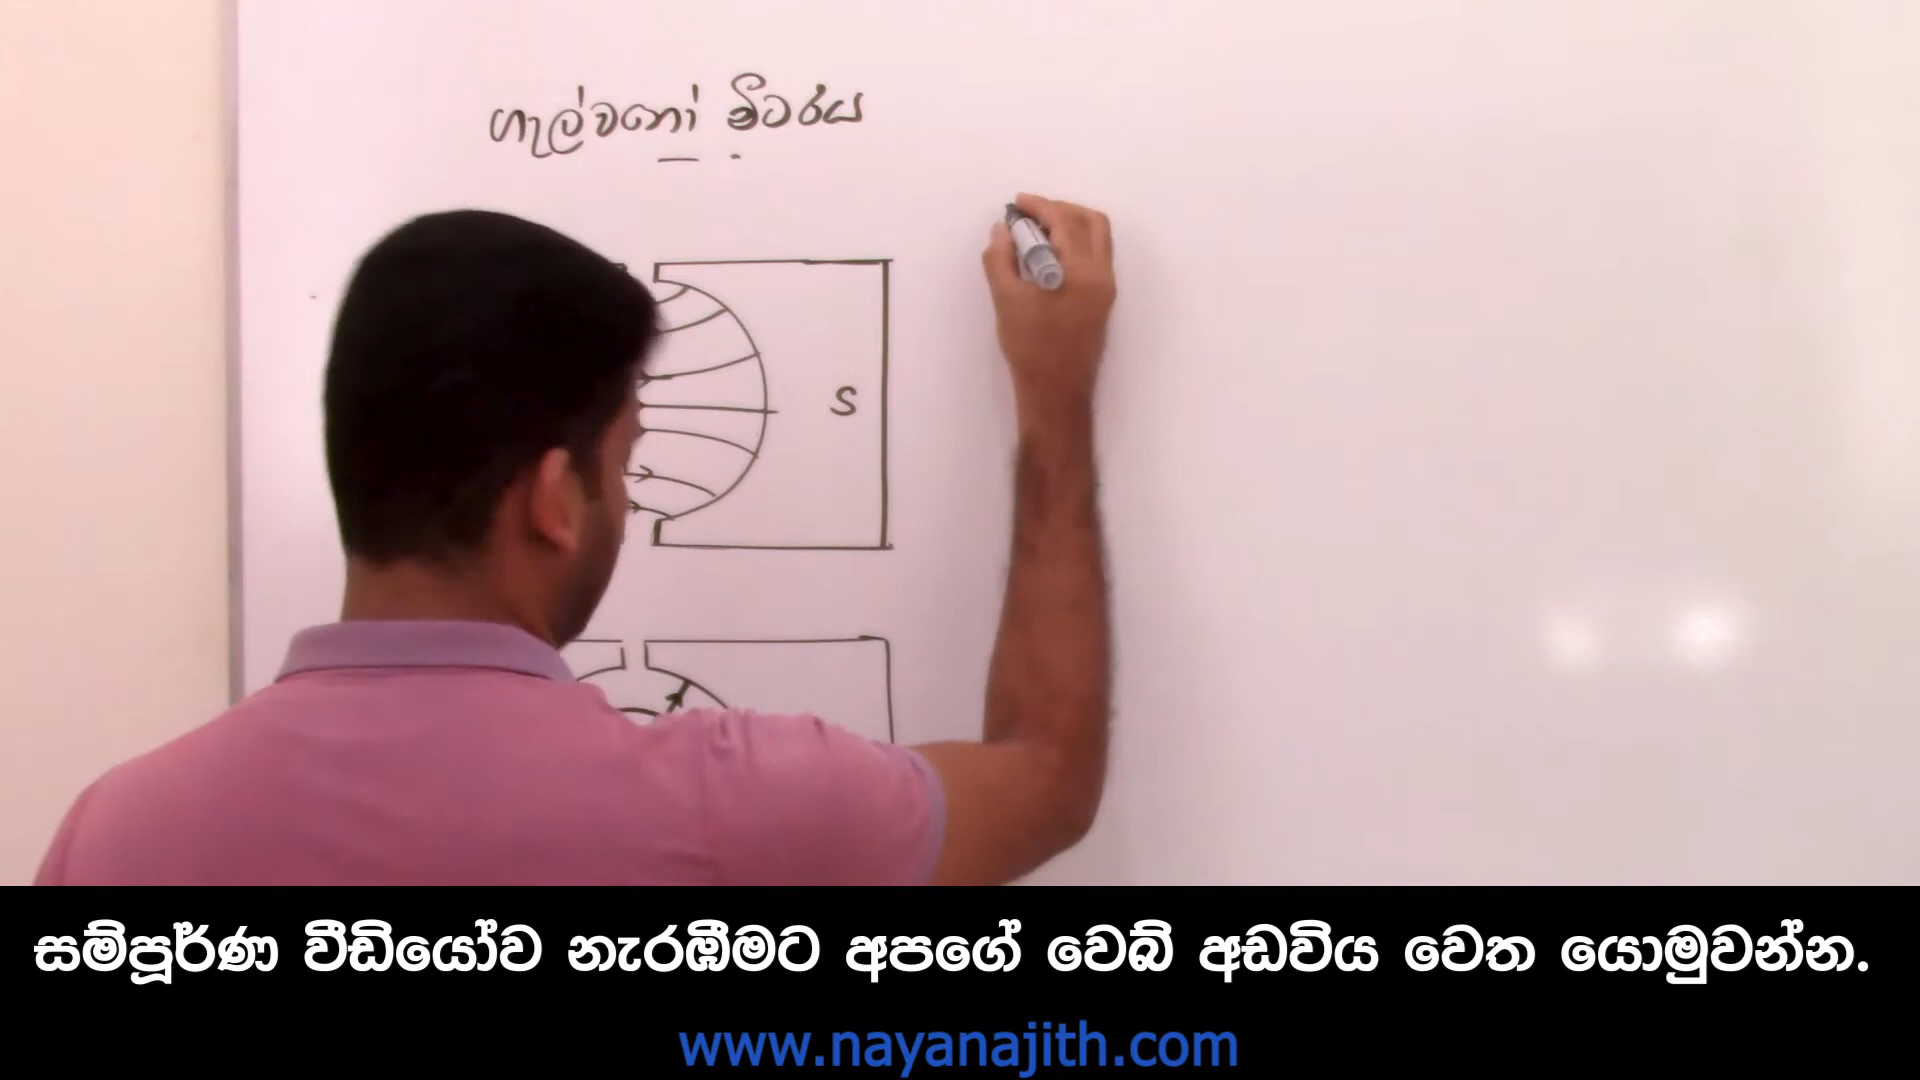 ගැල්වනෝ මීටරය
S
සම්පූර්ණ වීඩියෝව නැරඹීමට අපගේ වෙබ් අඩවිය වෙත යොමුවන්න.
www.nayanajith.com